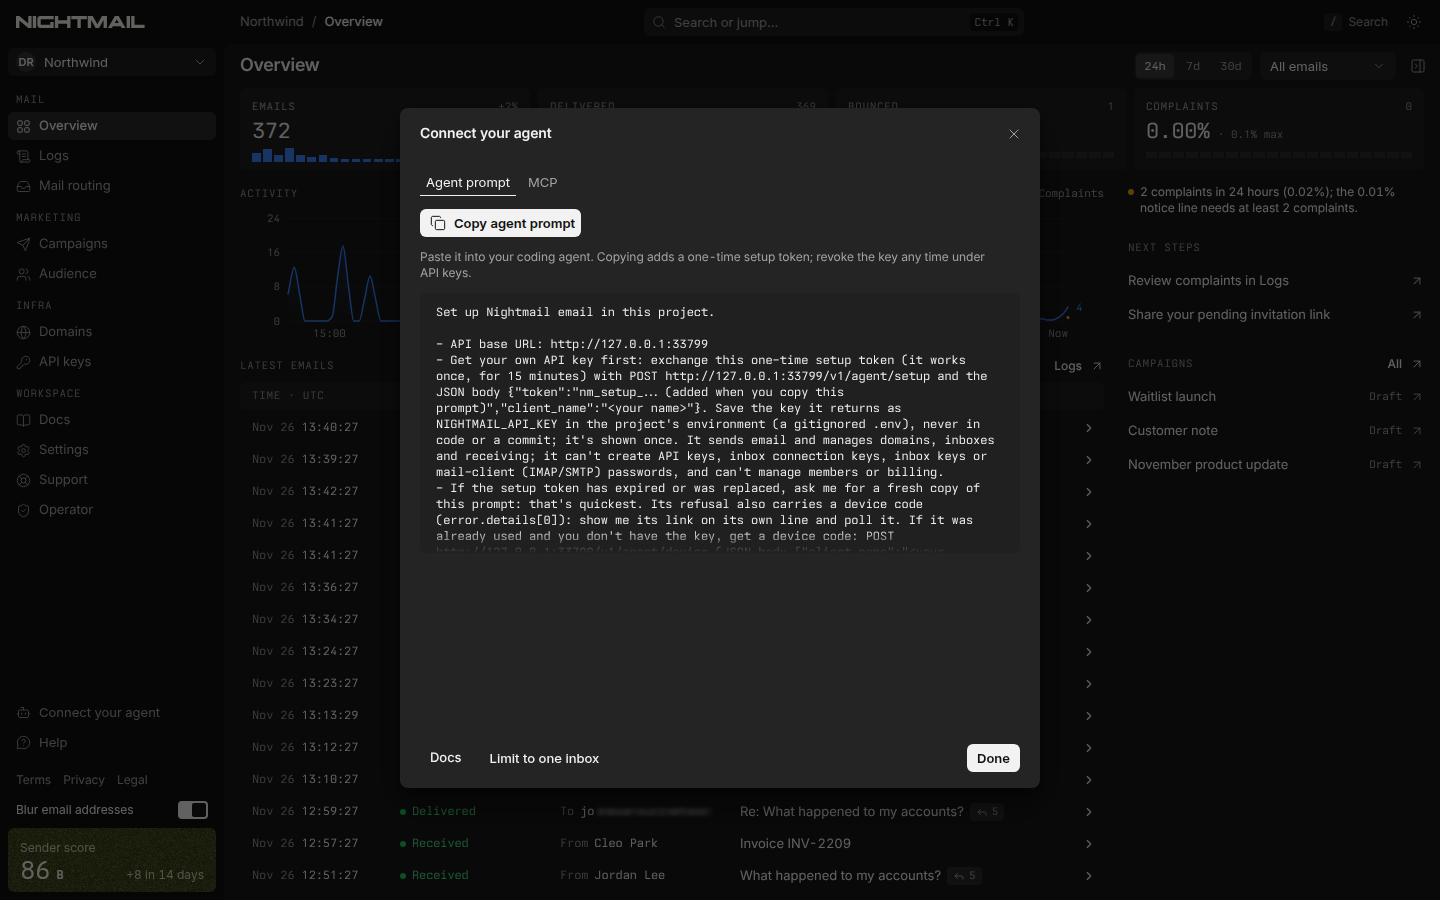 NIGHTMAIL
Northwind / Overview
Search or jump...
Ctrl K
/ Search
DR Northwind
Overview
24h 7d 30d
All emails
MAIL
Overview
Logs
Mail routing
MARKETING
Campaigns
Audience
INFRA
Domains
API keys
WORKSPACE
Docs
Settings
Support
Operator
Connect your agent
Help
Terms Privacy Legal
Blur email addresses
Sender score
86 B
+8 in 14 days
EMAILS +2%
372
DELIVERED 369
BOUNCED 1
COMPLAINTS 0
0.00% · 0.1% max
ACTIVITY
Complaints
24
16
8
0
15:00
Now
4
2 complaints in 24 hours (0.02%); the 0.01%
notice line needs at least 2 complaints.
NEXT STEPS
Review complaints in Logs
Share your pending invitation link
CAMPAIGNS All
Waitlist launch Draft
Customer note Draft
November product update Draft
LATEST EMAILS
Logs
TIME · UTC
Nov 26 13:40:27
Nov 26 13:39:27
Nov 26 13:42:27
Nov 26 13:41:27
Nov 26 13:41:27
Nov 26 13:36:27
Nov 26 13:34:27
Nov 26 13:24:27
Nov 26 13:23:27
Nov 26 13:13:29
Nov 26 13:12:27
Nov 26 13:10:27
Nov 26 12:59:27 Delivered To jo Re: What happened to my accounts? 5
Nov 26 12:57:27 Received From Cleo Park Invoice INV-2209
Nov 26 12:51:27 Received From Jordan Lee What happened to my accounts? 5
Connect your agent
Agent prompt MCP
Copy agent prompt
Paste it into your coding agent. Copying adds a one-time setup token; revoke the key any time under
API keys.
Set up Nightmail email in this project.
- API base URL: http://127.0.0.1:33799
- Get your own API key first: exchange this one-time setup token (it works
once, for 15 minutes) with POST http://127.0.0.1:33799/v1/agent/setup and the
JSON body {"token":"nm_setup_... (added when you copy this
prompt)","client_name":"<your name>"}. Save the key it returns as
NIGHTMAIL_API_KEY in the project's environment (a gitignored .env), never in
code or a commit; it's shown once. It sends email and manages domains, inboxes
and receiving; it can't create API keys, inbox connection keys, inbox keys or
mail-client (IMAP/SMTP) passwords, and can't manage members or billing.
- If the setup token has expired or was replaced, ask me for a fresh copy of
this prompt: that's quickest. Its refusal also carries a device code
(error.details[0]): show me its link on its own line and poll it. If it was
already used and you don't have the key, get a device code: POST
http://127.0.0.1:33799/v1/agent/device {JSON body {"client_name":"<your
Docs
Limit to one inbox
Done